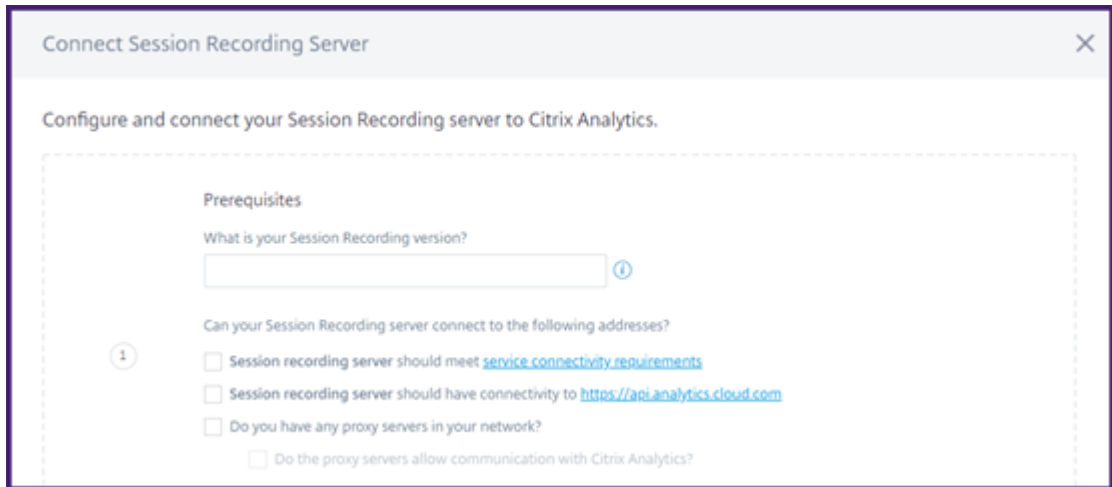 Connect Session Recording Server
Configure and connect your Session Recording server to Citrix Analytics.
Prerequisites
What is your Session Recording version?
Can your Session Recording server connect to the following addresses?
1
Session recording server should meet service connectivity requirements
Session recording server should have connectivity to https://api.analytics.cloud.com
Do you have any proxy servers in your network?
Do the proxy servers allow communication with Citrix Analytics?